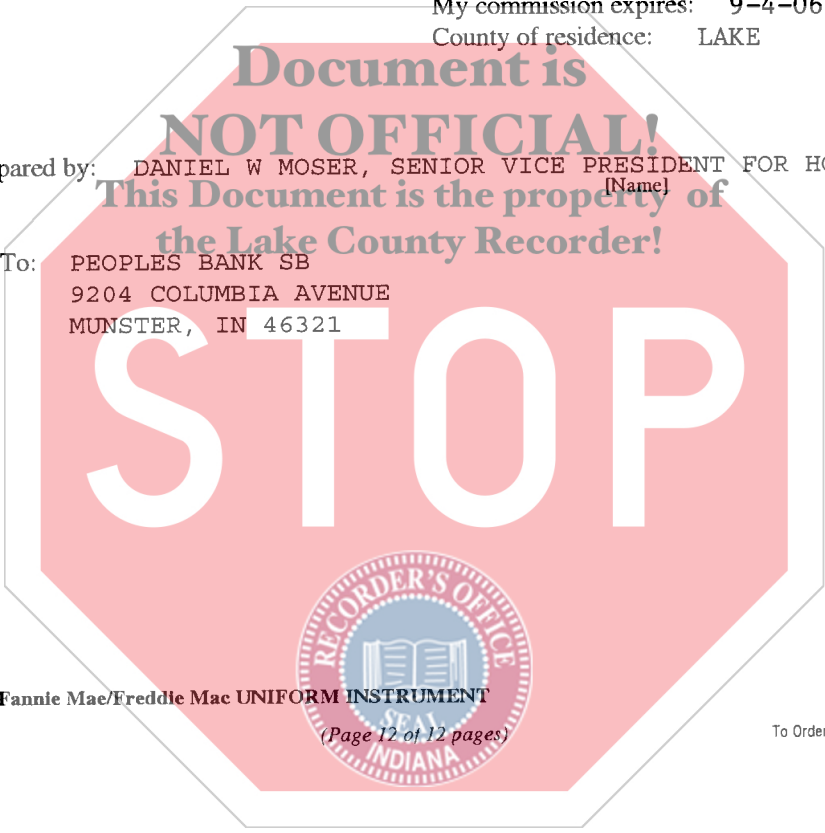 My commission expires: 9-4-06
County of residence: LAKE
Document is
NOT OFFICIAL!
pared by: DANIEL W MOSER, SENIOR VICE PRESIDENT FOR HO
[Name]
This Document is the property of
the Lake County Recorder!
To: PEOPLES BANK SB
9204 COLUMBIA AVENUE
MUNSTER, IN 46321
STOP
RECORDER'S OFFICE
SEAL
INDIANA
Fannie Mae/Freddie Mac UNIFORM INSTRUMENT
(Page 12 of 12 pages)
To Order